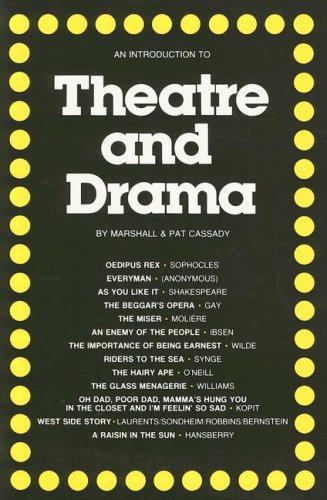 AN INTRODUCTION TO
Theatre
and
Drama
BY MARSHALL & PAT CASSADY
OEDIPUS REX • SOPHOCLES
EVERYMAN • (ANONYMOUS)
AS YOU LIKE IT • SHAKESPEARE
THE BEGGAR'S OPERA • GAY
THE MISER • MOLIÈRE
AN ENEMY OF THE PEOPLE • IBSEN
THE IMPORTANCE OF BEING EARNEST • WILDE
RIDERS TO THE SEA • SYNGE
THE HAIRY APE • O'NEILL
THE GLASS MENAGERIE • WILLIAMS
OH DAD, POOR DAD, MAMMA'S HUNG YOU
IN THE CLOSET AND I'M FEELIN' SO SAD • KOPIT
WEST SIDE STORY • LAURENTS/SONDHEIM/ROBBINS/BERNSTEIN
A RAISIN IN THE SUN • HANSBERRY